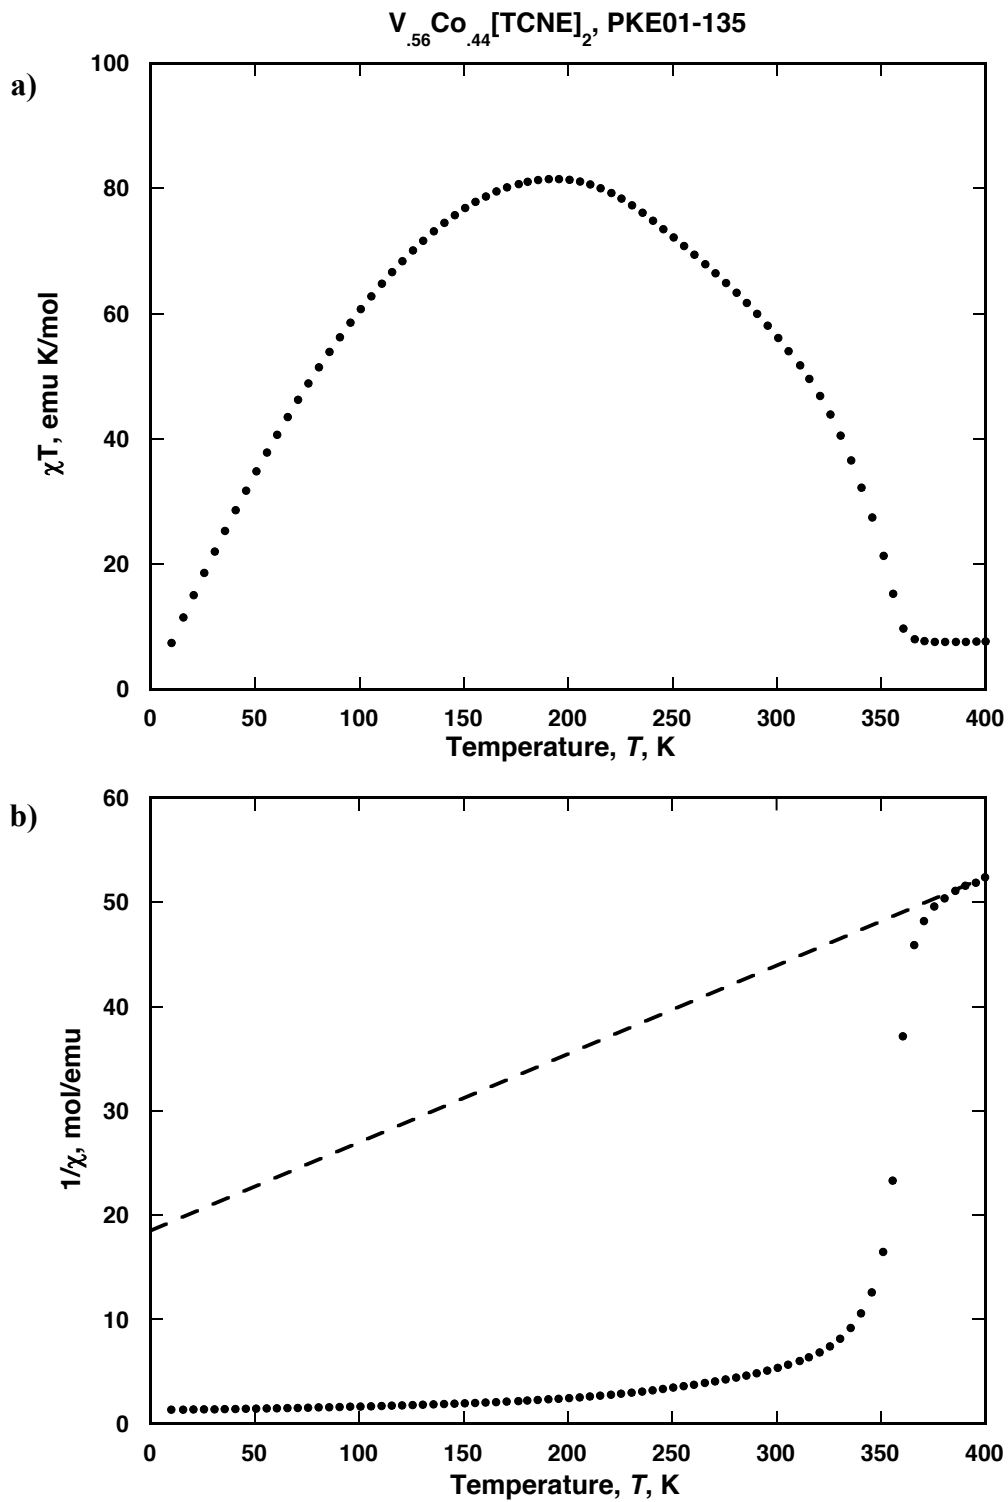 V.56Co.44[TCNE]2, PKE01-135
a)
100
80
60
40
20
0
χT, emu K/mol
0 50 100 150 200 250 300 350 400
Temperature, T, K
b)
60
50
40
30
20
10
0
1/χ, mol/emu
0 50 100 150 200 250 300 350 400
Temperature, T, K